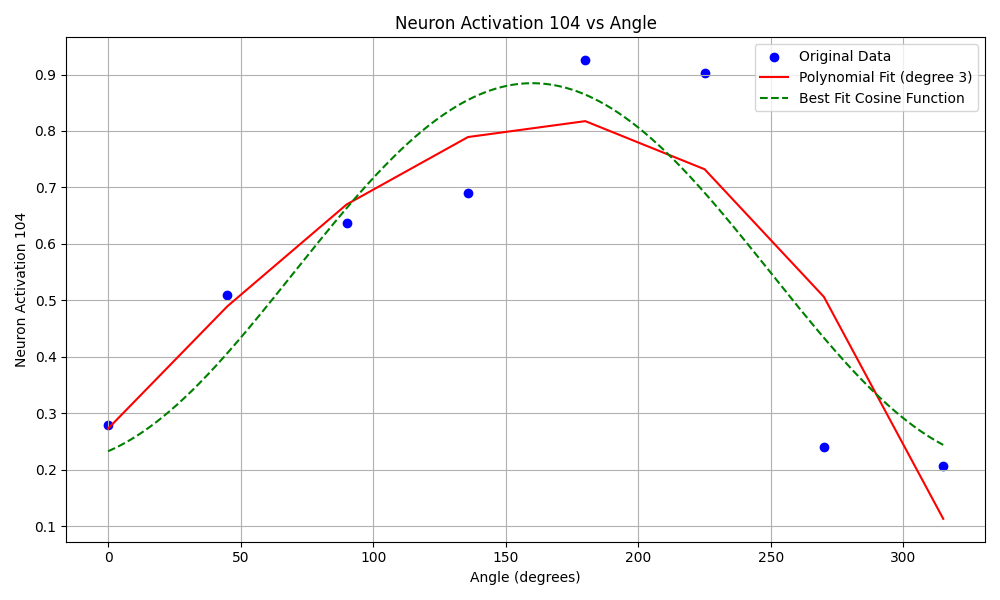 Neuron Activation 104 vs Angle
Original Data
Polynomial Fit (degree 3)
Best Fit Cosine Function
Neuron Activation 104
0.9
0.8
0.7
0.6
0.5
0.4
0.3
0.2
0.1
0 50 100 150 200 250 300
Angle (degrees)